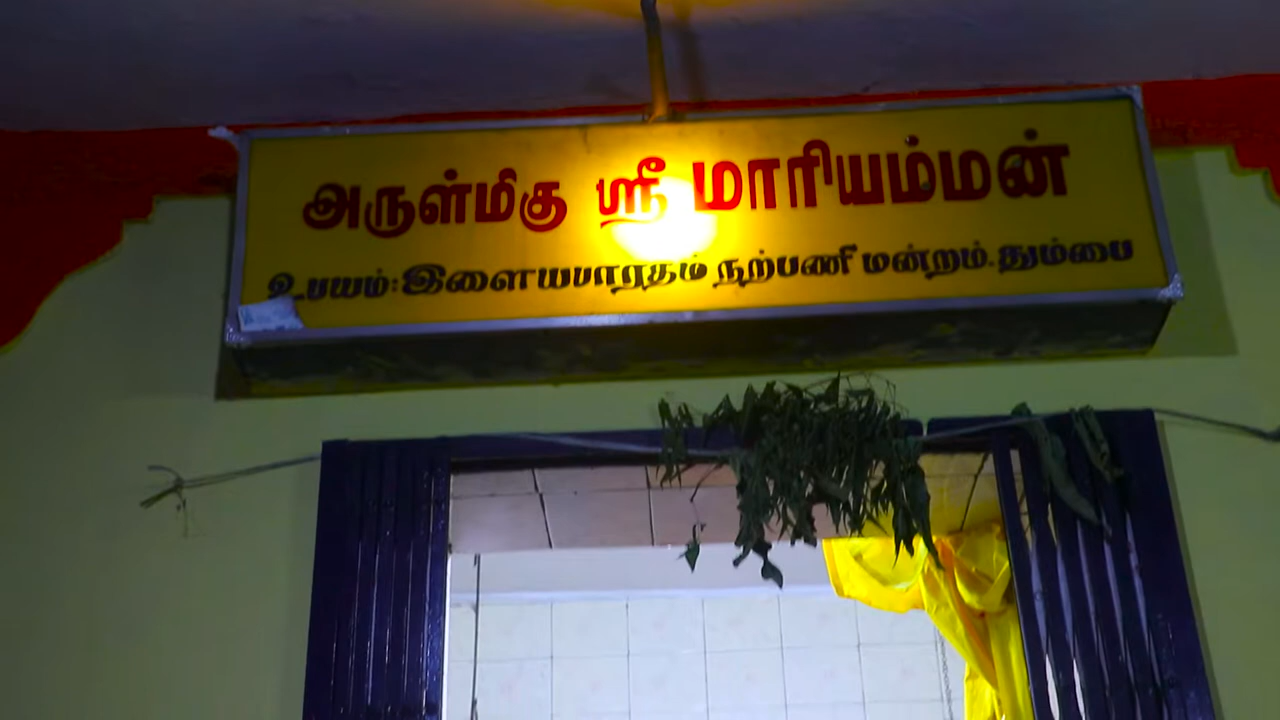 அருள்மிகு ஸ்ரீ மாரியம்மன்
உபயம்: இளையபாரதம் நற்பணி மன்றம். தும்பை